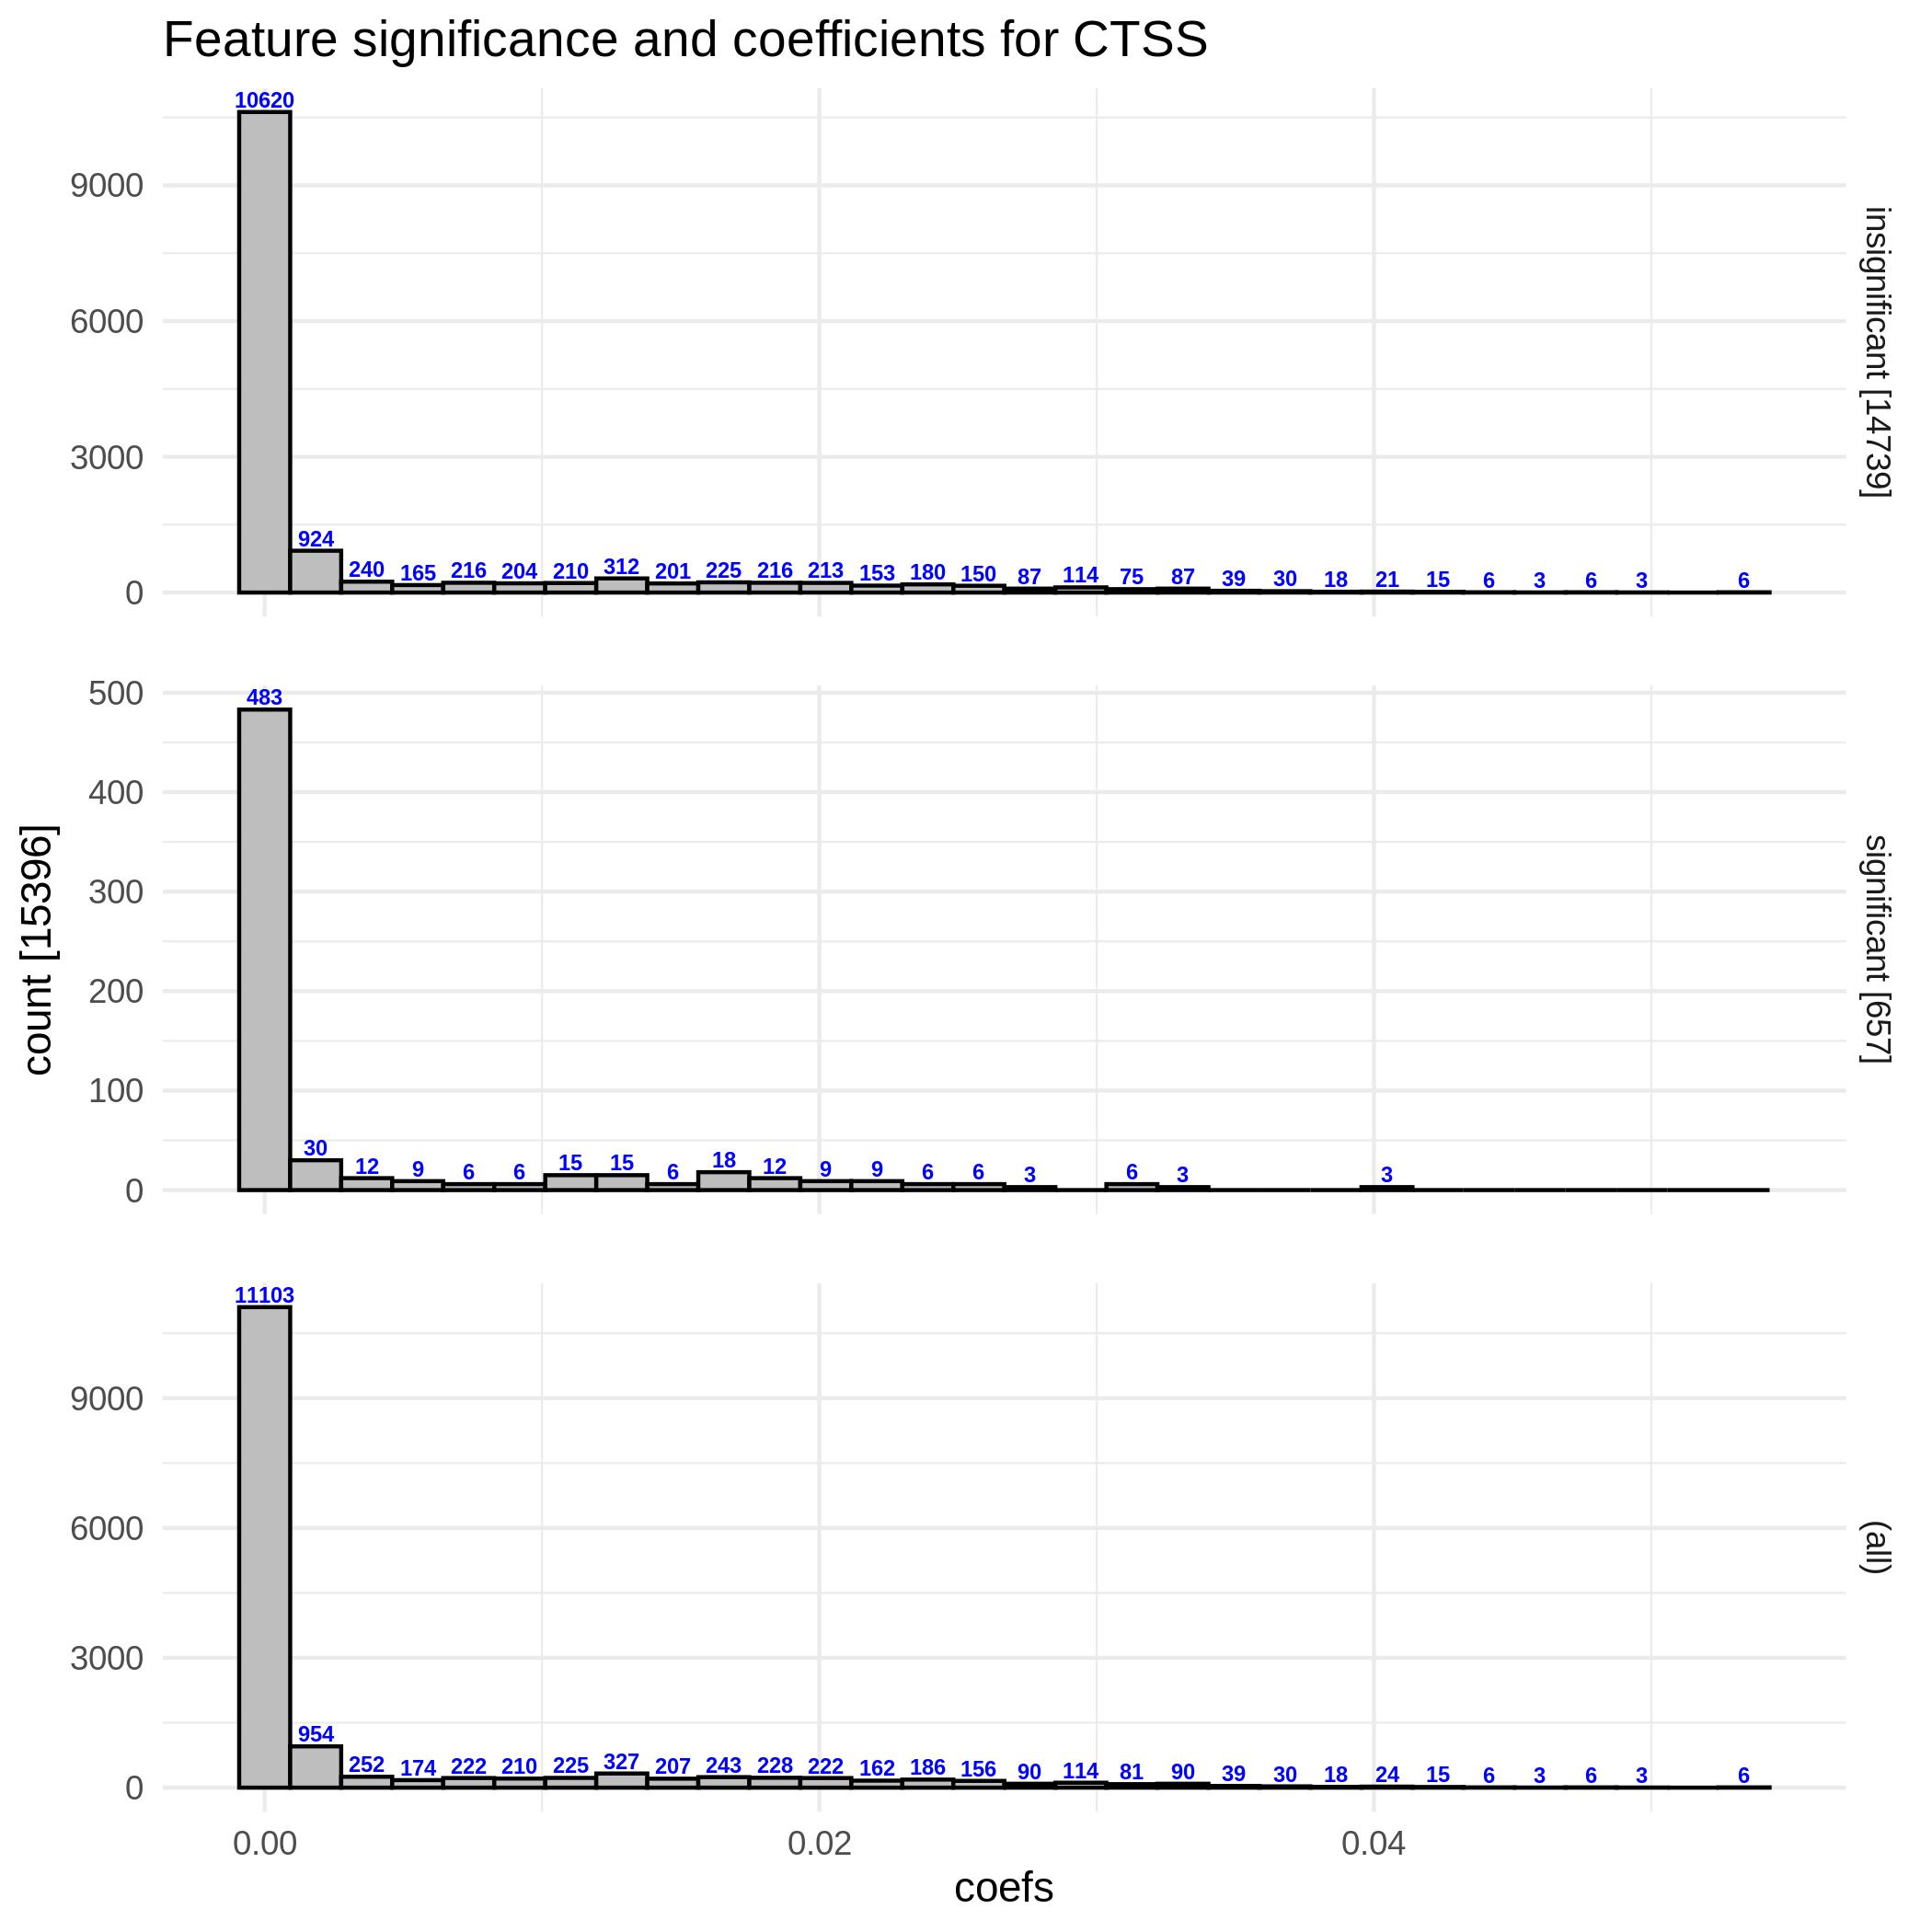 Feature significance and coefficients for CTSS
10620
9000
6000
3000
0
924 240 165 216 204 210 312 201 225 216 213 153 180 150 87 114 75 87 39 30 18 21 15 6 3 6 3 6
insignificant [14739]
count [15396]
500
483
400
300
200
100
0
30 12 9 6 6 15 15 6 18 12 9 9 6 6 3 6 3 3
significant [657]
11103
9000
6000
3000
0
954 252 174 222 210 225 327 207 243 228 222 162 186 156 90 114 81 90 39 30 18 24 15 6 3 6 3 6
(all)
0.00 0.02 0.04
coefs